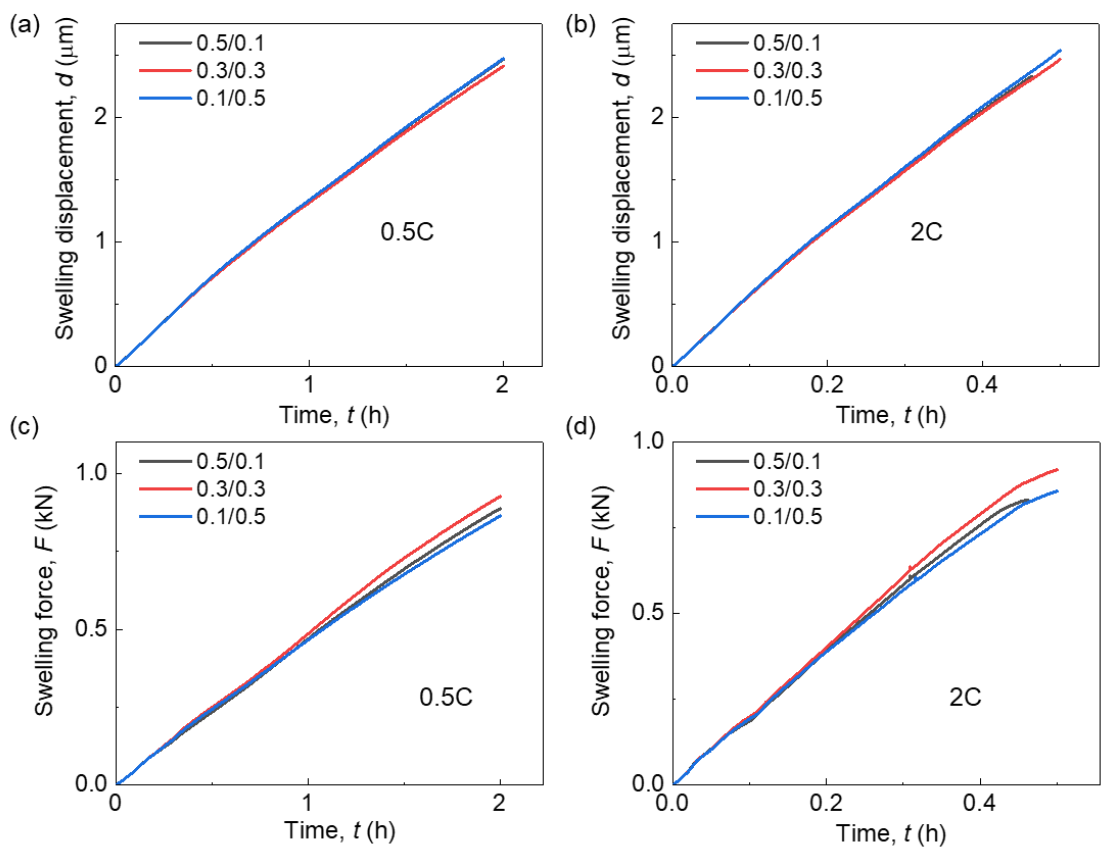 (a)
Swelling displacement, d (μm)
2
1
0
0.5/0.1
0.3/0.3
0.1/0.5
0.5C
0
1
2
Time, t (h)
(b)
Swelling displacement, d (μm)
2
1
0
0.5/0.1
0.3/0.3
0.1/0.5
2C
0.0
0.2
0.4
Time, t (h)
(c)
Swelling force, F (kN)
1.0
0.5
0.0
0.5/0.1
0.3/0.3
0.1/0.5
0.5C
0
1
2
Time, t (h)
(d)
Swelling force, F (kN)
1.0
0.5
0.0
0.5/0.1
0.3/0.3
0.1/0.5
2C
0.0
0.2
0.4
Time, t (h)